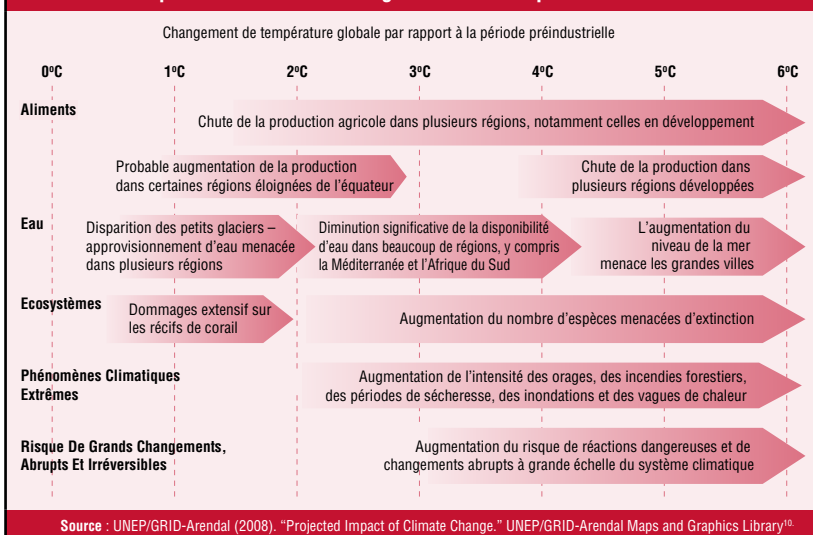 Changement de température globale par rapport à la période préindustrielle
0ºC 1ºC 2ºC 3ºC 4ºC 5ºC 6ºC
Aliments
Chute de la production agricole dans plusieurs régions, notamment celles en développement
Probable augmentation de la production
dans certaines régions éloignées de l'équateur
Chute de la production dans
plusieurs régions développées
Eau
Disparition des petits glaciers –
approvisionnement d'eau menacée
dans plusieurs régions
Diminution significative de la disponibilité
d'eau dans beaucoup de régions, y compris
la Méditerranée et l'Afrique du Sud
L'augmentation du
niveau de la mer
menace les grandes villes
Ecosystèmes
Dommages extensif sur
les récifs de corail
Augmentation du nombre d'espèces menacées d'extinction
Phénomènes Climatiques
Extrêmes
Augmentation de l'intensité des orages, des incendies forestiers,
des périodes de sécheresse, des inondations et des vagues de chaleur
Risque De Grands Changements,
Abrupts Et Irréversibles
Augmentation du risque de réactions dangereuses et de
changements abrupts à grande échelle du système climatique
Source : UNEP/GRID-Arendal (2008). “Projected Impact of Climate Change.” UNEP/GRID-Arendal Maps and Graphics Library10.